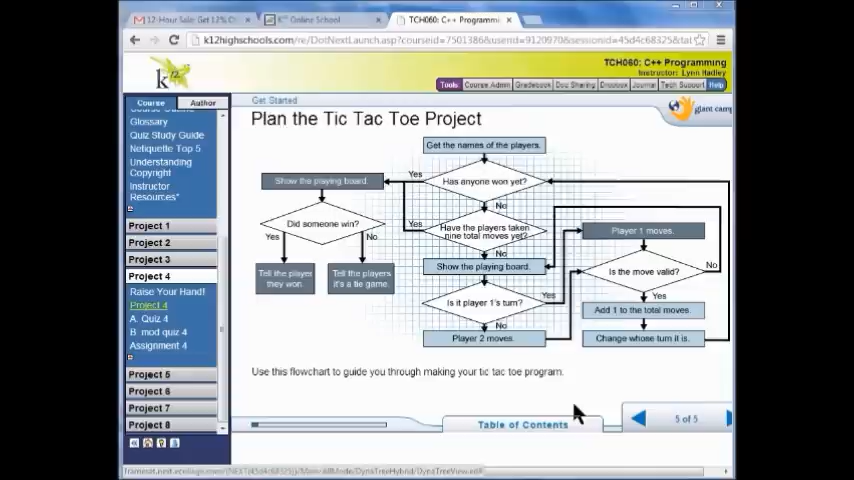 12-Hour Sale: Get 12%
K¹² Online School
TCH060: C++ Programmin
k12highschools.com/re/DotNextLaunch.asp?courseid=7501386&userid=9120970&sessionid=45d4c68325&tab
k12
TCH060: C++ Programming
Instructor: Lynn Hadley
Tools: Course Admin Gradebook Doc Sharing Dropbox Journal Tech Support Help
Course Author
Glossary
Quiz Study Guide
Netiquette Top 5
Understanding
Copyright
Instructor
Resources*
Project 1
Project 2
Project 3
Project 4
Raise Your Hand!
Project 4
A. Quiz 4
B. mod quiz 4
Assignment 4
Project 5
Project 6
Project 7
Project 8
Get Started
giant camp
Plan the Tic Tac Toe Project
Get the names of the players.
Has anyone won yet?
Yes
No
Show the playing board.
Did someone win?
Yes
No
Tell the player
they won.
Tell the players
it's a tie game.
Have the players taken
nine total moves yet?
Yes
No
Show the playing board.
Is it player 1's turn?
Yes
No
Player 2 moves.
Player 1 moves.
Is the move valid?
No
Yes
Add 1 to the total moves.
Change whose turn it is.
Use this flowchart to guide you through making your tic tac toe program.
Table of Contents
5 of 5